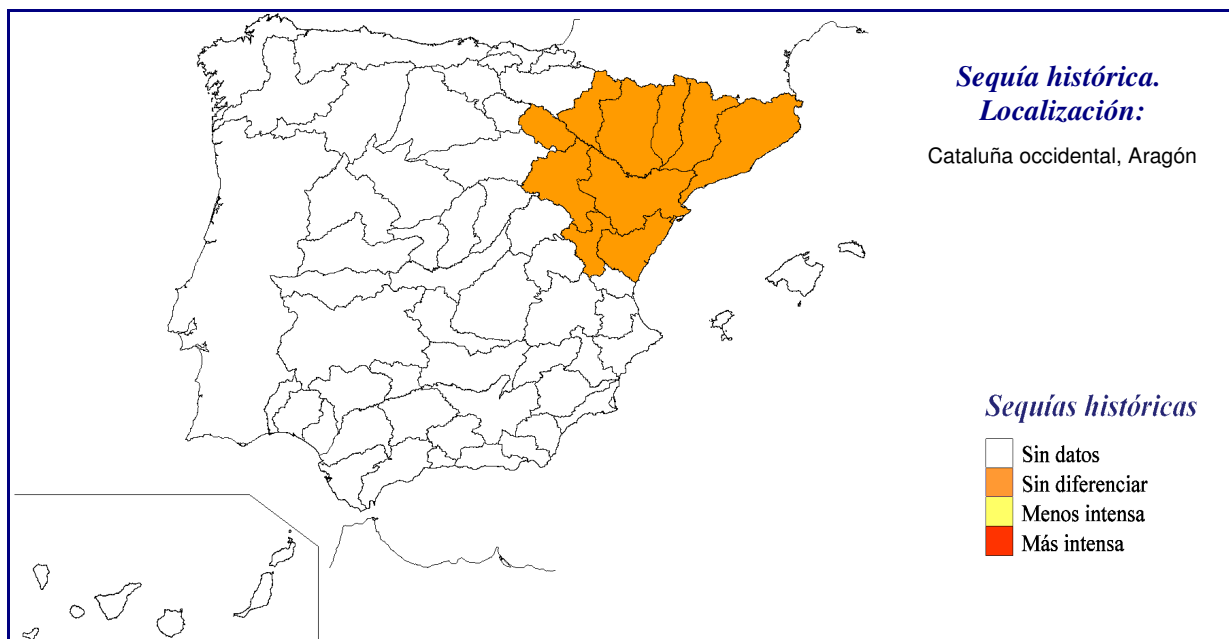 Sequía histórica.
Localización:
Cataluña occidental, Aragón
Sequías históricas
Sin datos
Sin diferenciar
Menos intensa
Más intensa